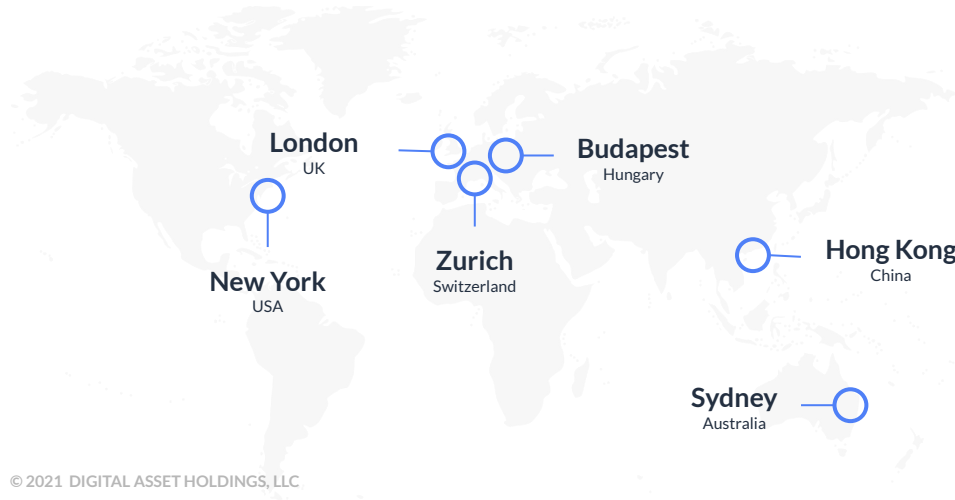 London
UK
Budapest
Hungary
New York
USA
Zurich
Switzerland
Hong Kong
China
Sydney
Australia
© 2021 DIGITAL ASSET HOLDINGS, LLC